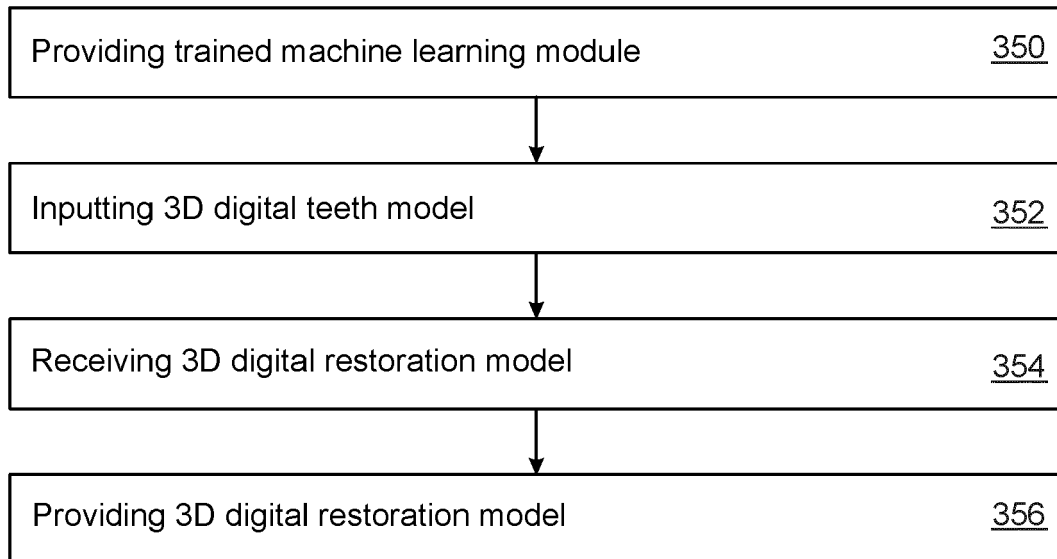 Providing trained machine learning module 350
Inputting 3D digital teeth model 352
Receiving 3D digital restoration model 354
Providing 3D digital restoration model 356